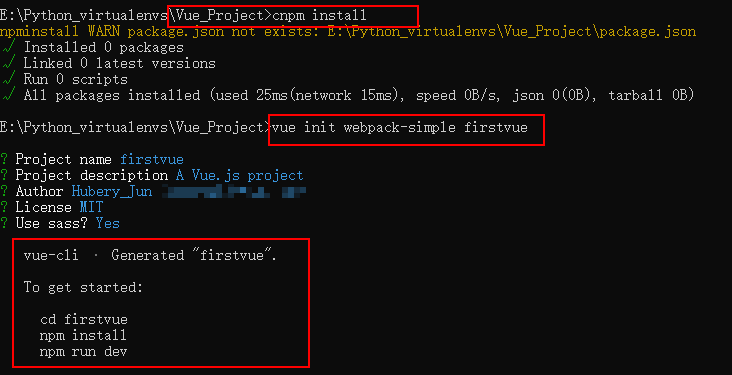 E:\Python_virtualenvs\Vue_Project>cnpm install
npminstall WARN package.json not exists: E:\Python_virtualenvs\Vue_Project\package.json
√ Installed 0 packages
√ Linked 0 latest versions
√ Run 0 scripts
√ All packages installed (used 25ms(network 15ms), speed 0B/s, json 0(0B), tarball 0B)
E:\Python_virtualenvs\Vue_Project>vue init webpack-simple firstvue
? Project name firstvue
? Project description A Vue.js project
? Author Hubery_Jun
? License MIT
? Use sass? Yes
vue-cli · Generated "firstvue".
To get started:
cd firstvue
npm install
npm run dev